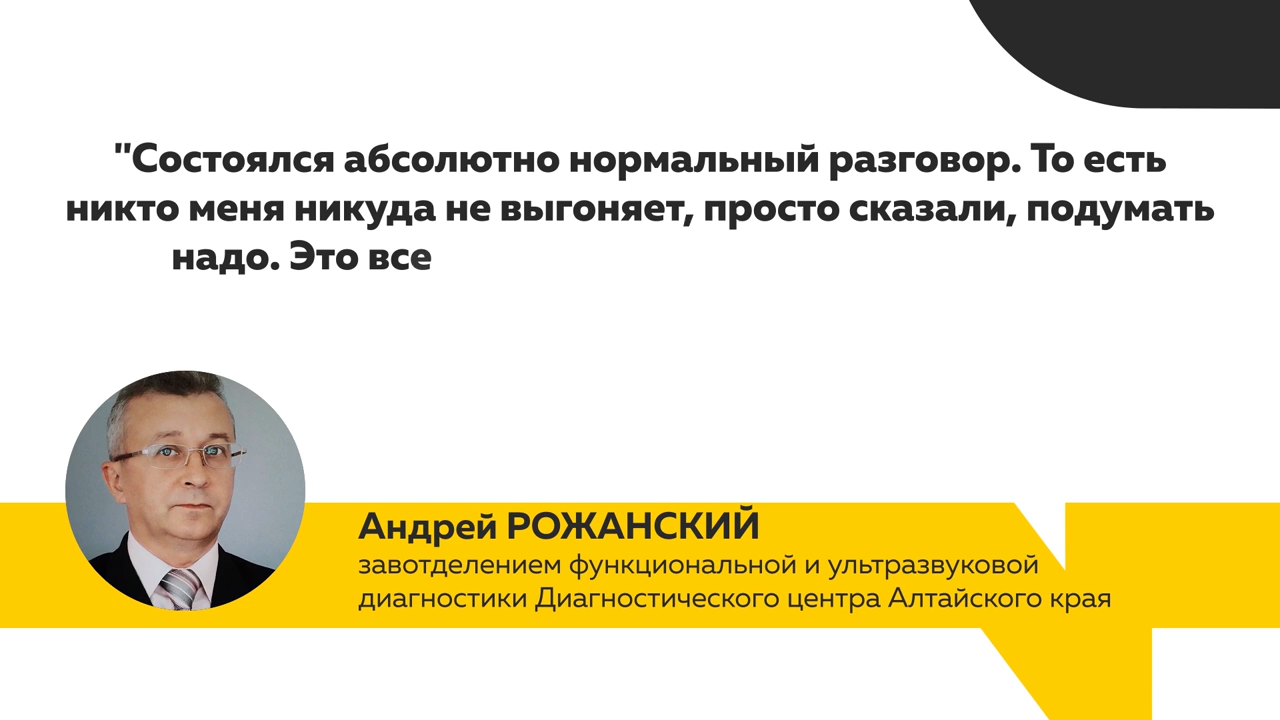 "Состоялся абсолютно нормальный разговор. То есть
никто меня никуда не выгоняет, просто сказали, подумать
надо. Это все
Андрей РОЖАНСКИЙ
завотделением функциональной и ультразвуковой
диагностики Диагностического центра Алтайского края